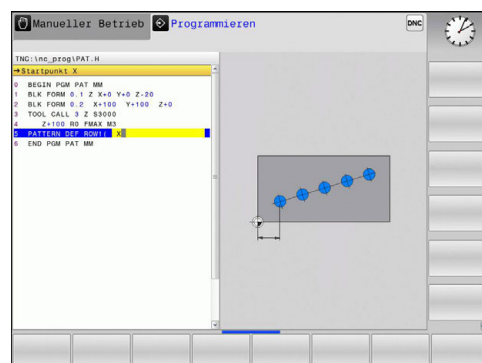 Manueller Betrieb
Programmieren
DNC
TNC:\nc_prog\PAT.H
→Startpunkt X
0 BEGIN PGM PAT MM
1 BLK FORM 0.1 Z X+0 Y+0 Z-20
2 BLK FORM 0.2 X+100 Y+100 Z+0
3 TOOL CALL 3 Z S3000
4 Z+100 R0 FMAX M3
5 PATTERN DEF ROW1( X
6 END PGM PAT MM